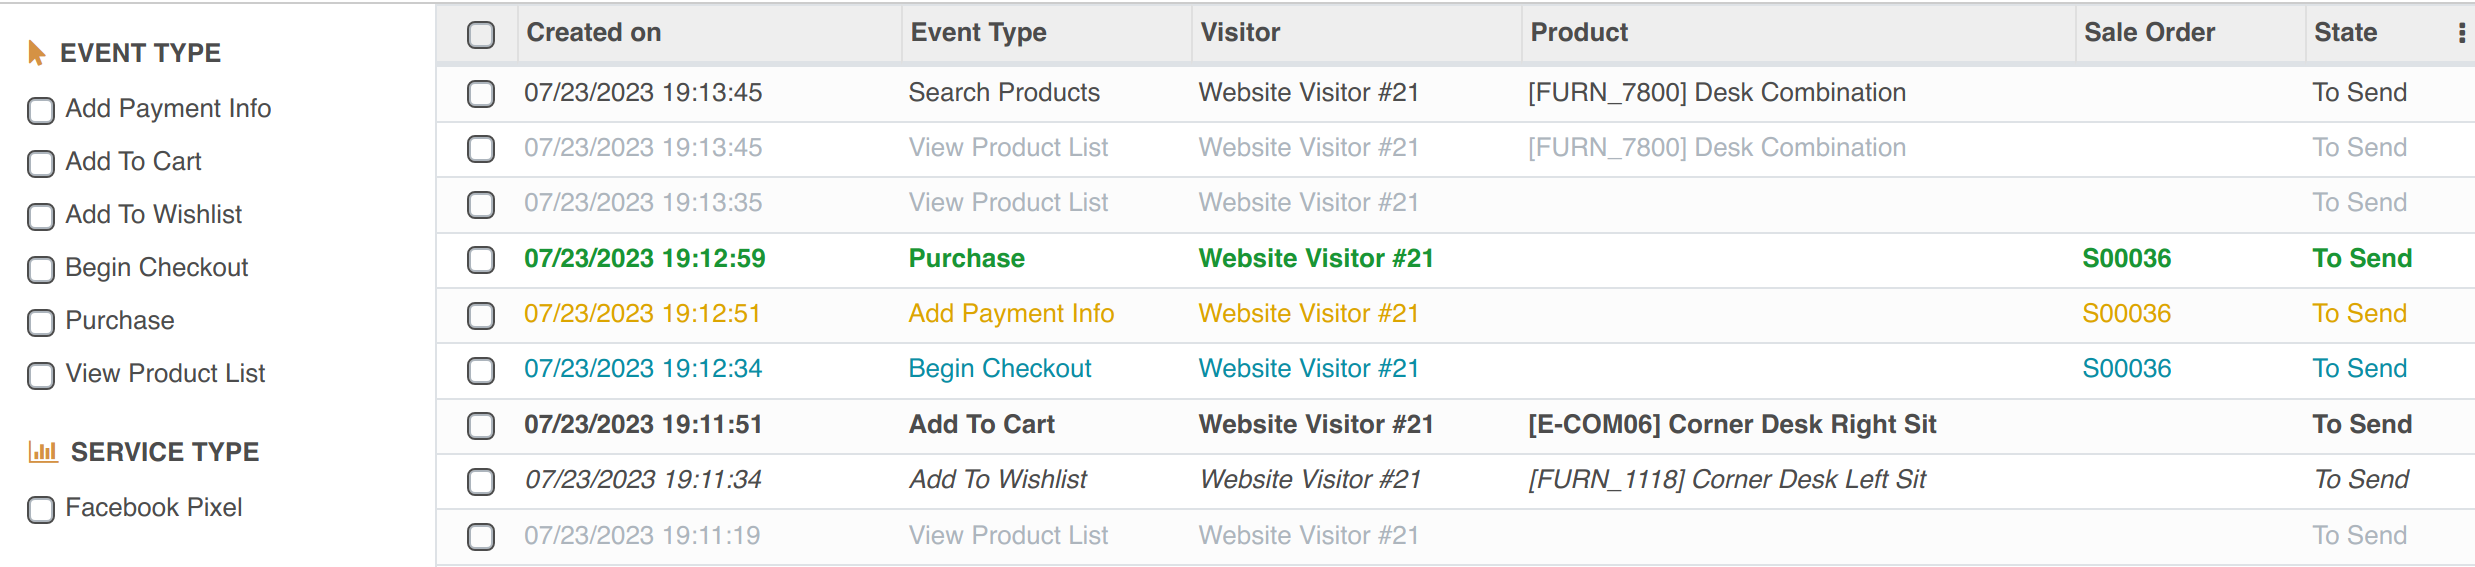 EVENT TYPE
Add Payment Info
Add To Cart
Add To Wishlist
Begin Checkout
Purchase
View Product List
SERVICE TYPE
Facebook Pixel
Created on Event Type Visitor Product Sale Order State
07/23/2023 19:13:45 Search Products Website Visitor #21 [FURN_7800] Desk Combination To Send
07/23/2023 19:13:45 View Product List Website Visitor #21 [FURN_7800] Desk Combination To Send
07/23/2023 19:13:35 View Product List Website Visitor #21 To Send
07/23/2023 19:12:59 Purchase Website Visitor #21 S00036 To Send
07/23/2023 19:12:51 Add Payment Info Website Visitor #21 S00036 To Send
07/23/2023 19:12:34 Begin Checkout Website Visitor #21 S00036 To Send
07/23/2023 19:11:51 Add To Cart Website Visitor #21 [E-COM06] Corner Desk Right Sit To Send
07/23/2023 19:11:34 Add To Wishlist Website Visitor #21 [FURN_1118] Corner Desk Left Sit To Send
07/23/2023 19:11:19 View Product List Website Visitor #21 To Send